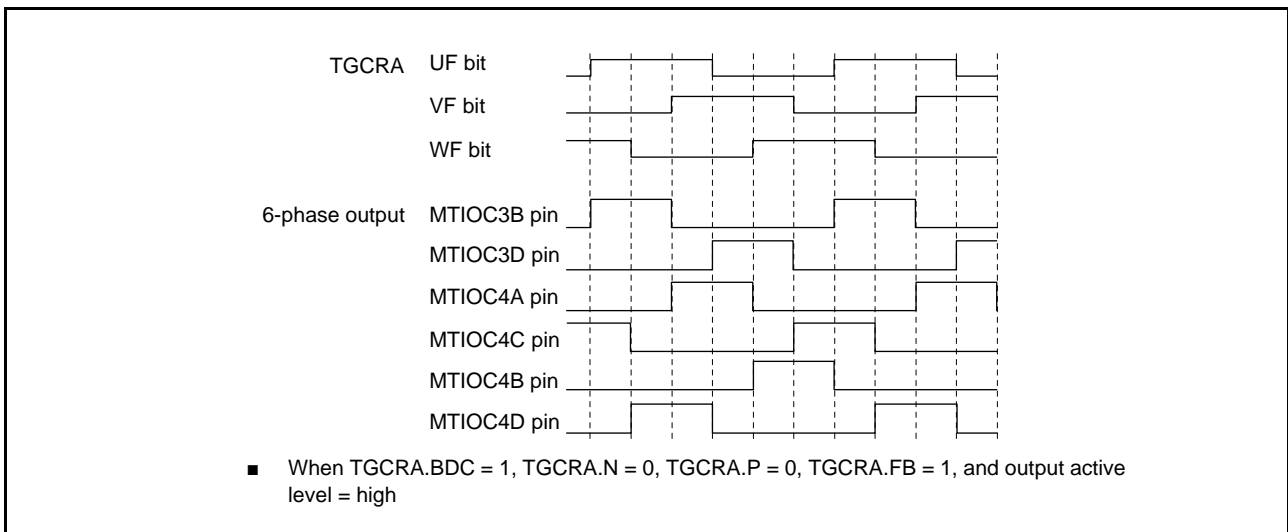 TGCRA UF bit
VF bit
WF bit
6-phase output MTIOC3B pin
MTIOC3D pin
MTIOC4A pin
MTIOC4C pin
MTIOC4B pin
MTIOC4D pin
■ When TGCRA.BDC = 1, TGCRA.N = 0, TGCRA.P = 0, TGCRA.FB = 1, and output active
level = high